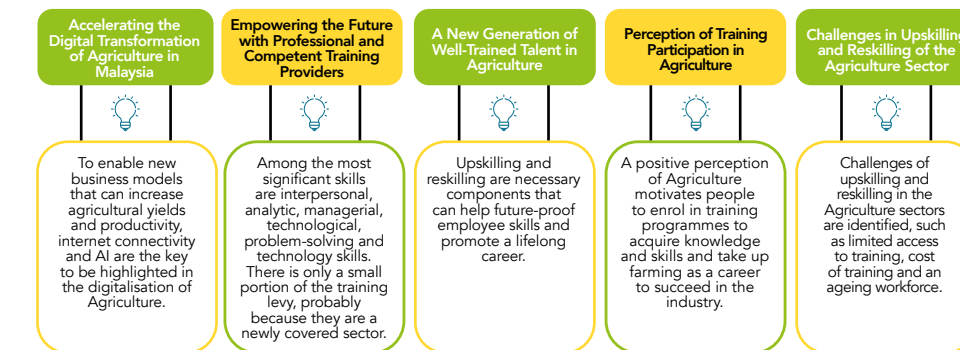 Accelerating the
Digital Transformation
of Agriculture in
Malaysia
To enable new
business models
that can increase
agricultural yields
and productivity,
internet connectivity
and AI are the key
to be highlighted in
the digitalisation of
Agriculture.
Empowering the Future
with Professional and
Competent Training
Providers
Among the most
significant skills
are interpersonal,
analytic, managerial,
technological,
problem-solving and
technology skills.
There is only a small
portion of the training
levy, probably
because they are a
newly covered sector.
A New Generation of
Well-Trained Talent in
Agriculture
Upskilling and
reskilling are necessary
components that
can help future-proof
employee skills and
promote a lifelong
career.
Perception of Training
Participation in
Agriculture
A positive perception
of Agriculture
motivates people
to enrol in training
programmes to
acquire knowledge
and skills and take up
farming as a career
to succeed in the
industry.
Challenges in Upskilling
and Reskilling of the
Agriculture Sector
Challenges of
upskilling and
reskilling in the
Agriculture sectors
are identified, such
as limited access
to training, cost
of training and an
ageing workforce.